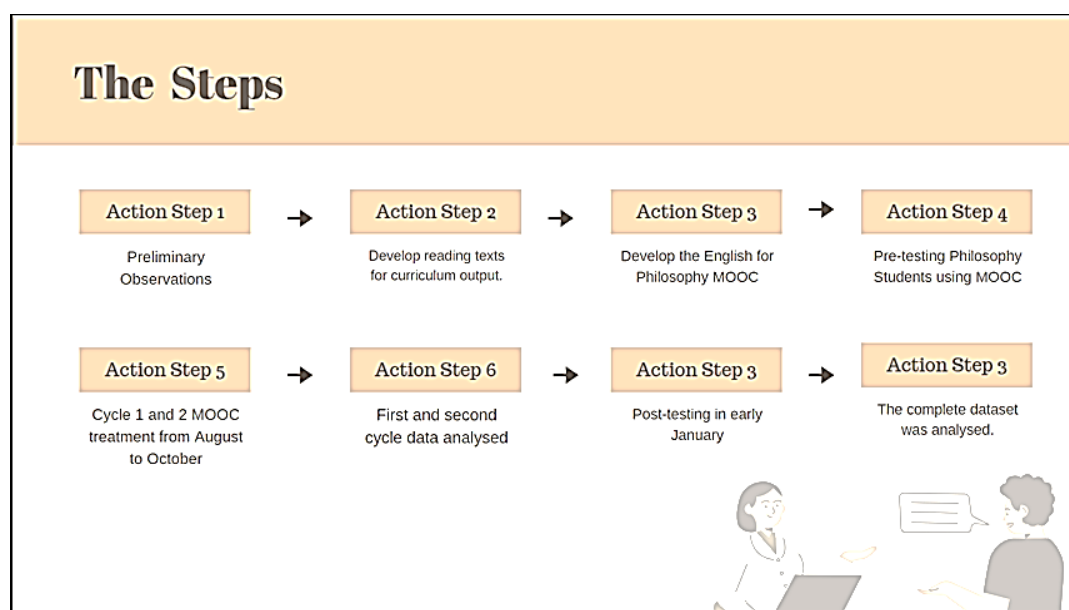 The Steps
Action Step 1
Action Step 2
Action Step 3
Action Step 4
Preliminary
Observations
Develop reading texts
for curriculum output.
Develop the English for
Philosophy MOOC
Pre-testing Philosophy
Students using MOOC
Action Step 5
Action Step 6
Action Step 3
Action Step 3
Cycle 1 and 2 MOOC
treatment from August
to October
First and second
cycle data analysed
Post-testing in early
January
The complete dataset
was analysed.